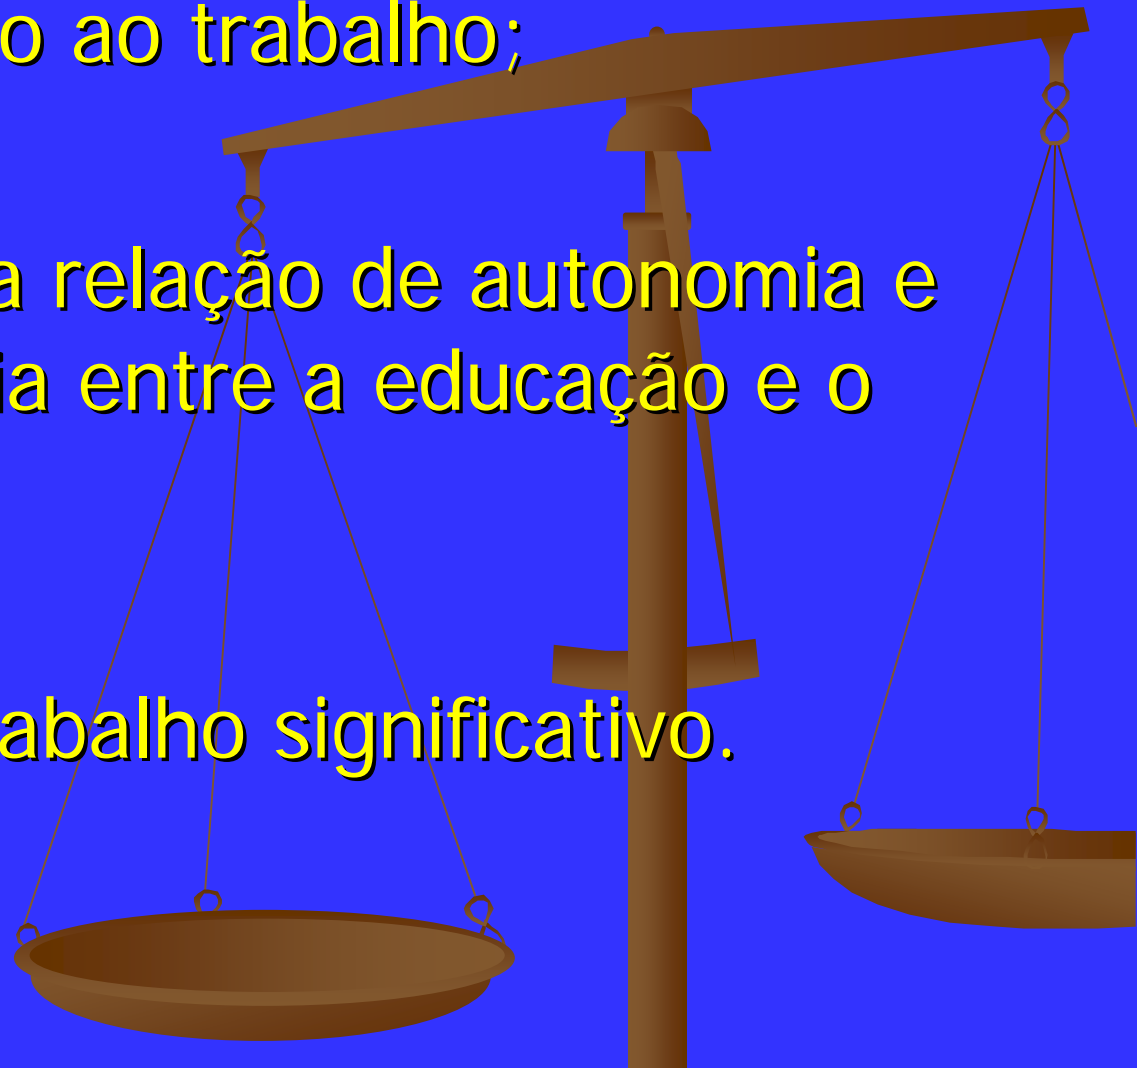 o ao trabalho;
a relação de autonomia e
ia entre a educação e o
abalho significativo.